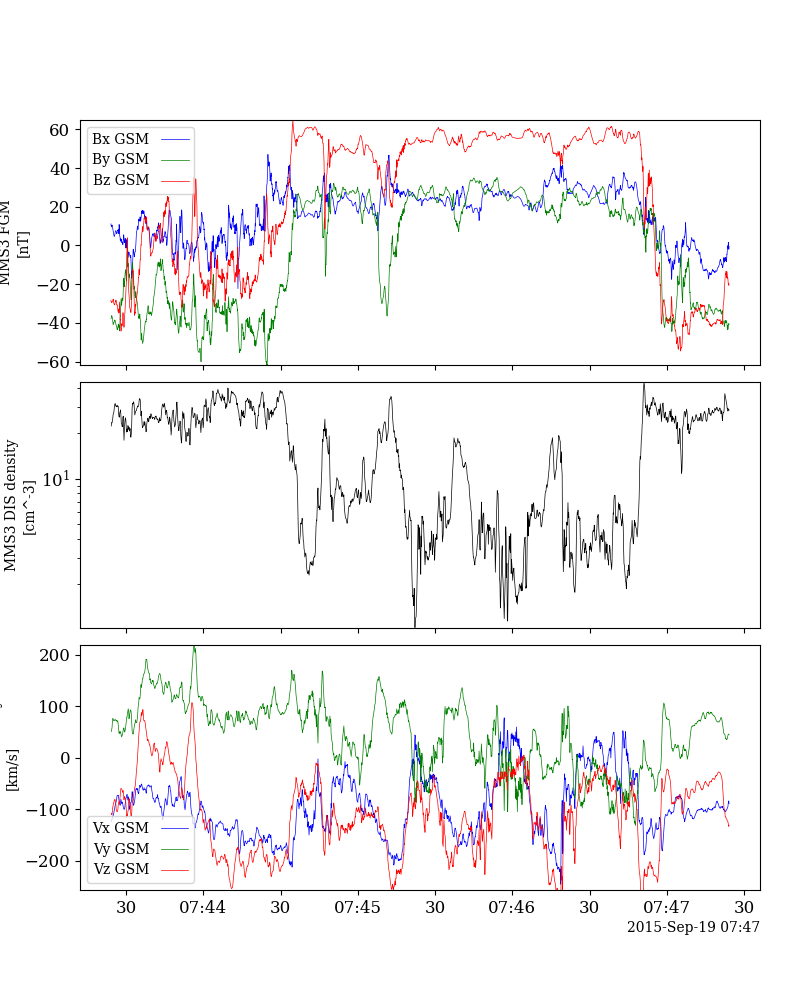 60
40
20
0
−20
−40
−60
MMS3 FGM
[nT]
Bx GSM
By GSM
Bz GSM
10^1
MMS3 DIS density
[cm^-3]
200
100
0
−100
−200
[km/s]
Vx GSM
Vy GSM
Vz GSM
30 07:44 30 07:45 30 07:46 30 07:47 30
2015-Sep-19 07:47